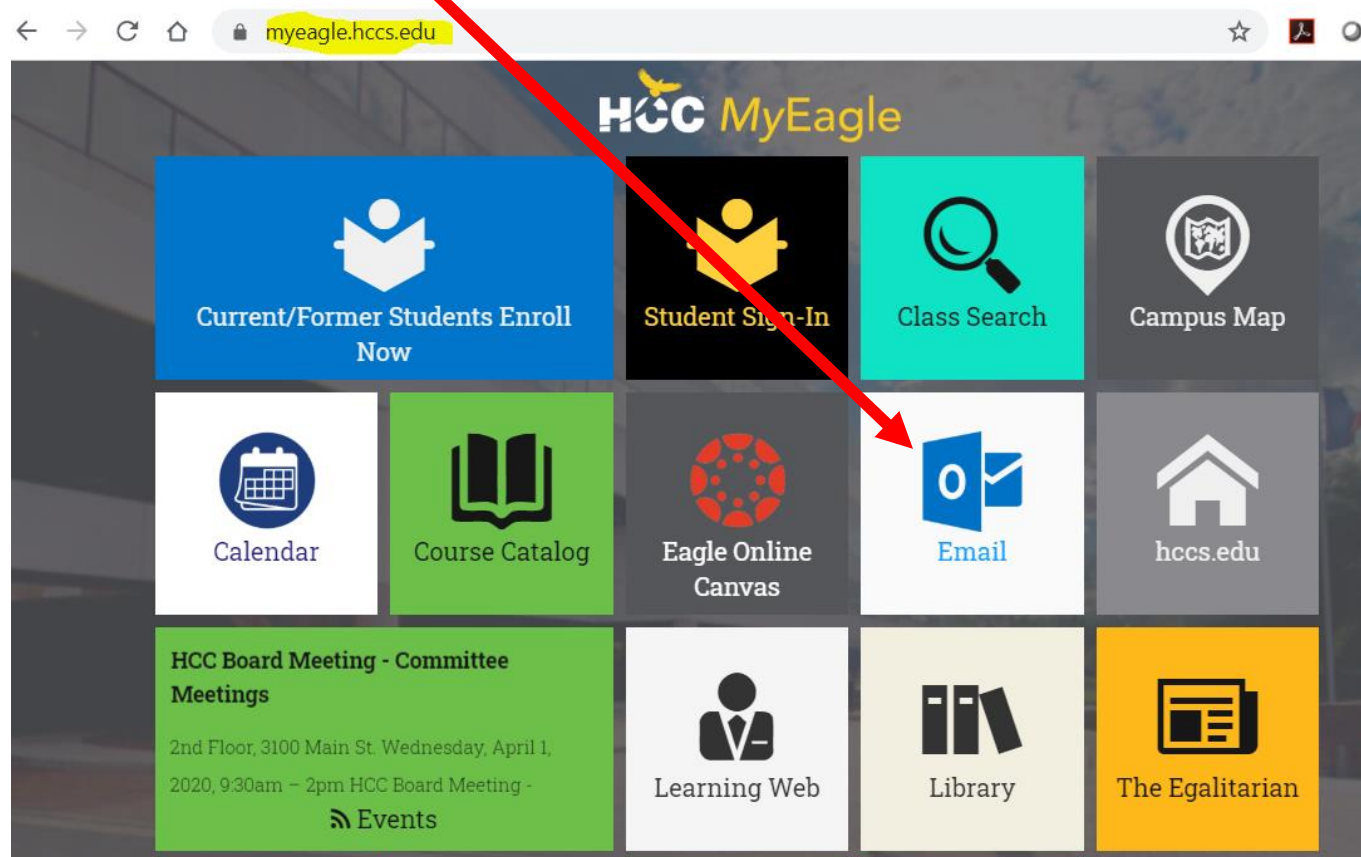 myeagle.hccs.edu
HCC MyEagle
Current/Former Students Enroll
Now
Student Sign-In
Class Search
Campus Map
Calendar
Course Catalog
Eagle Online
Canvas
Email
hccs.edu
HCC Board Meeting - Committee
Meetings
2nd Floor, 3100 Main St. Wednesday, April 1,
2020, 9:30am – 2pm HCC Board Meeting -
Events
Learning Web
Library
The Egalitarian